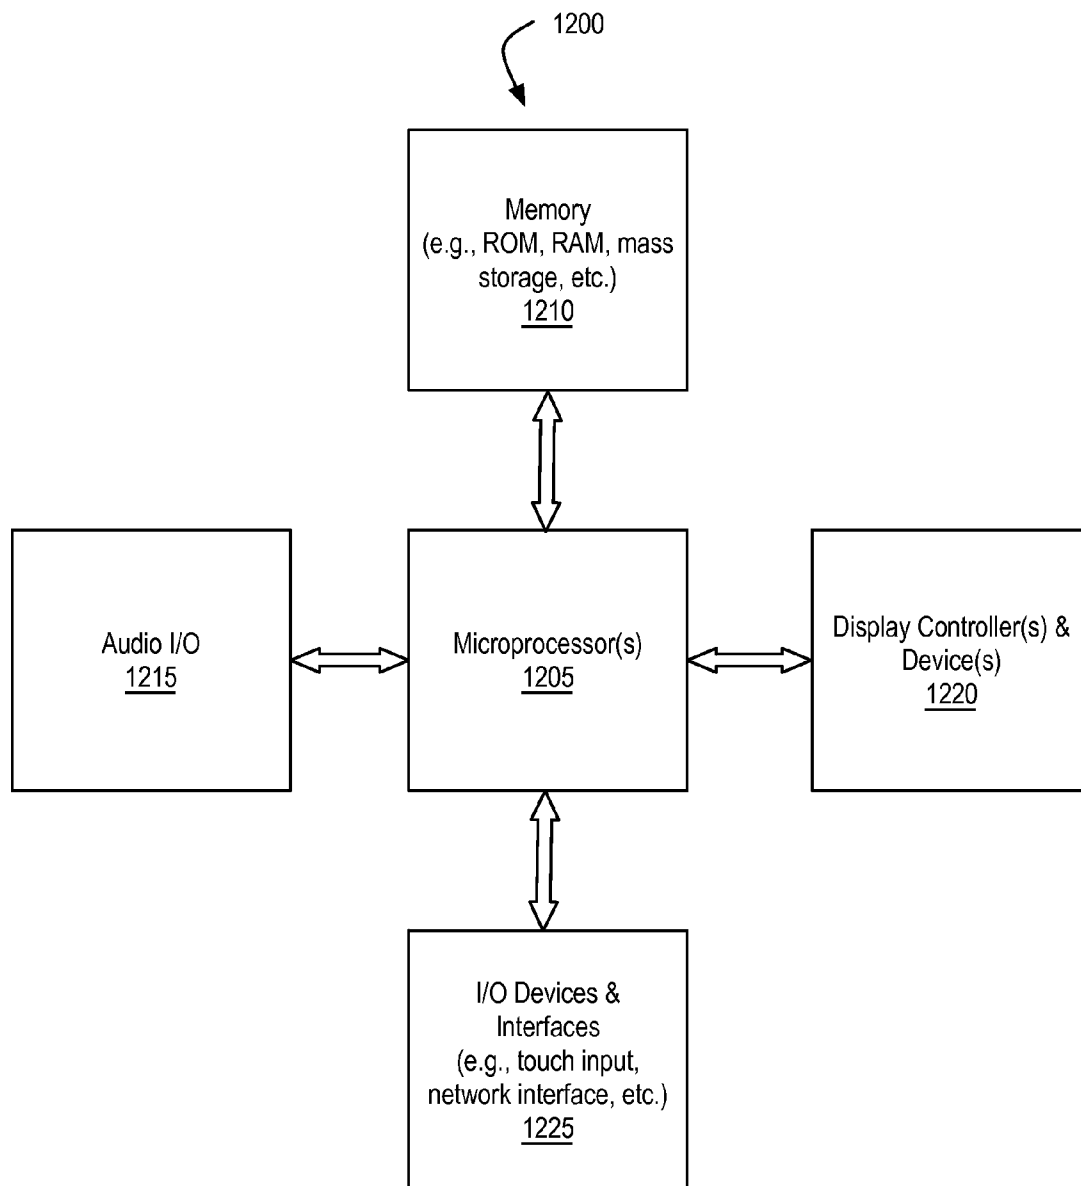 1200
Memory
(e.g., ROM, RAM, mass
storage, etc.)
1210
Audio I/O
1215
Microprocessor(s)
1205
Display Controller(s) &
Device(s)
1220
I/O Devices &
Interfaces
(e.g., touch input,
network interface, etc.)
1225